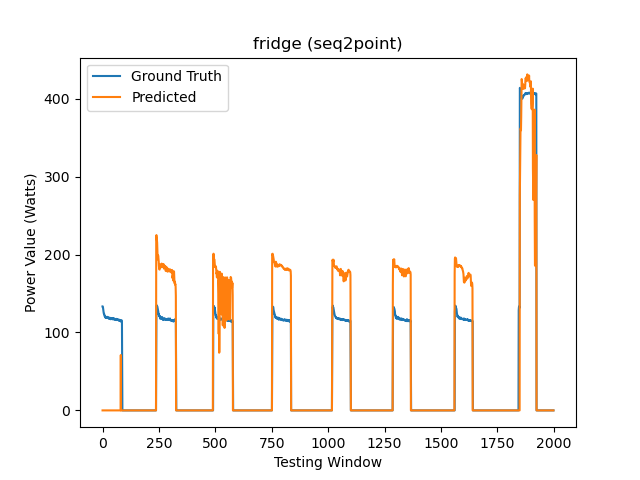 fridge (seq2point)
Ground Truth
Predicted
400
300
200
100
0
Power Value (Watts)
0
250
500
750
1000
1250
1500
1750
2000
Testing Window